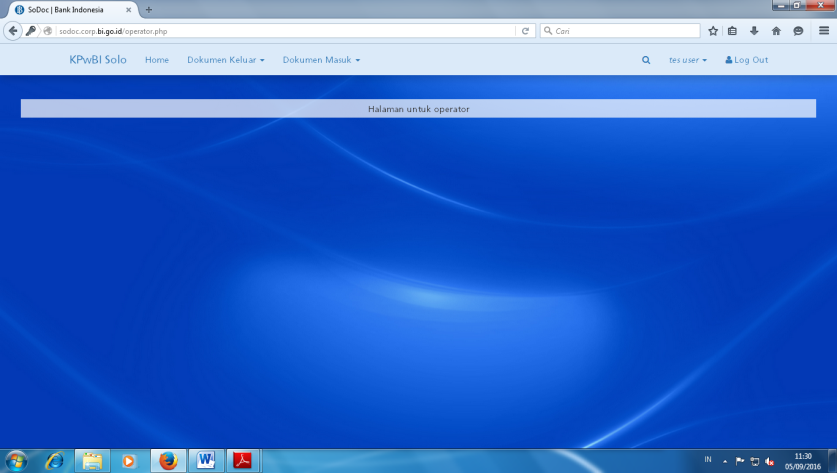 SoDoc | Bank Indonesia
sodoc.corp.bi.go.id/operator.php
Cari
KPwBI Solo Home Dokumen Keluar Dokumen Masuk tes user Log Out
Halaman untuk operator
IN
11:30
05/09/2016